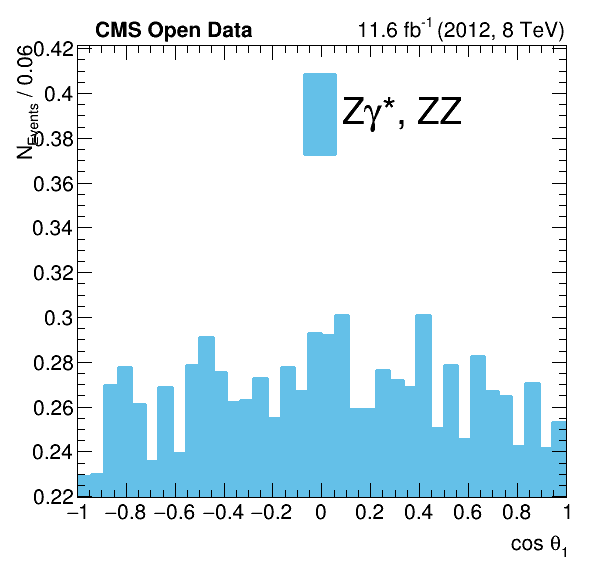 CMS Open Data 11.6 fb⁻¹ (2012, 8 TeV)
N_Events / 0.06
0.42
0.4
0.38
0.36
0.34
0.32
0.3
0.28
0.26
0.24
0.22
Zγ*, ZZ
−1 −0.8 −0.6 −0.4 −0.2 0 0.2 0.4 0.6 0.8 1
cos θ₁